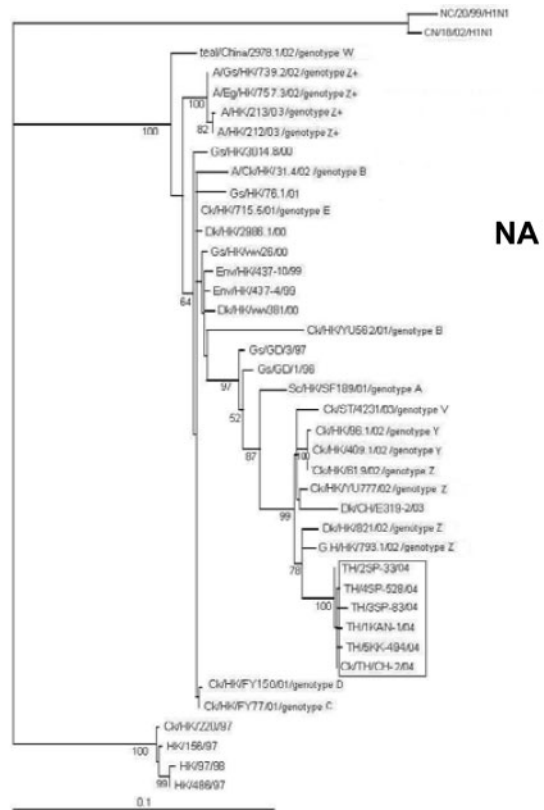 NC/20/99/H1N1
CN/18/02/H1N1
teal/China/2978.1/02/genotype W
A/Gs/HK/739.2/02/genotype Z+
A/Eg/HK/757.3/02/genotype Z+
100
A/HK/213/03/genotype Z+
82
A/HK/212/03/genotype Z+
100
Gs/HK/3014.8/00
A/Ck/HK/31.4/02/genotype B
Gs/HK/76.1/01
Ck/HK/715.5/01/genotype E
NA
Dk/HK/2986.1/00
Gs/HK/ww26/00
Env/HK/437-10/99
Env/HK/437-4/99
64
Dk/HK/ww381/00
Ck/HK/YU562/01/genotype B
Gs/GD/3/97
Gs/GD/1/96
97
Sc/HK/SF189/01/genotype A
Ck/ST/4231/03/genotype V
52
Ck/HK/96.1/02/genotype Y
Ck/HK/409.1/02/genotype Y
87
100
Ck/HK/61.9/02/genotype Z
Ck/HK/YU777/02/genotype Z
Dk/CH/E319-2/03
99
Dk/HK/821/02/genotype Z
G.H/HK/793.1/02/genotype Z
78
TH/2SP-33/04
TH/4SP-528/04
100
TH/3SP-83/04
TH/1KAN-1/04
TH/5KK-494/04
Ck/TH/CH-2/04
Ck/HK/FY150/01/genotype D
Ck/HK/FY77/01/genotype C
Ck/HK/220/97
100
HK/156/97
HK/97/98
99
HK/486/97
0.1